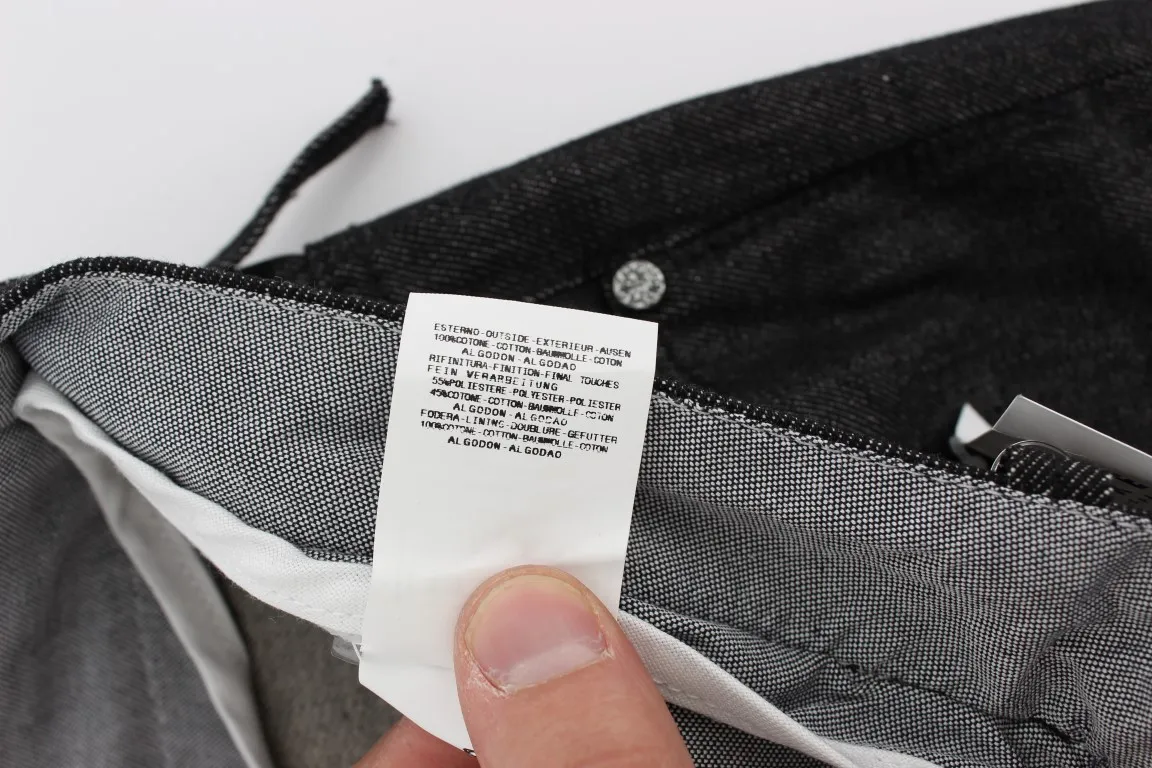 ESTERNO-OUTSIDE-EXTERIEUR-AUSEN
100%COTONE-COTTON-BAUMWOLLE-COTON
ALGODON-ALGODAO
RIFINITURA-FINITION-FINAL TOUCHES
FEIN VERARBEITUNG
55%POLIESTERE-POLYESTER-POLIESTER
45%COTONE-COTTON-BAUMWOLLE-COTON
ALGODON-ALGODAO
FODERA-LINING-DOUBLURE-GEFUTTER
100%COTONE-COTTON-BAUMWOLLE-COTON
ALGODON-ALGODAO